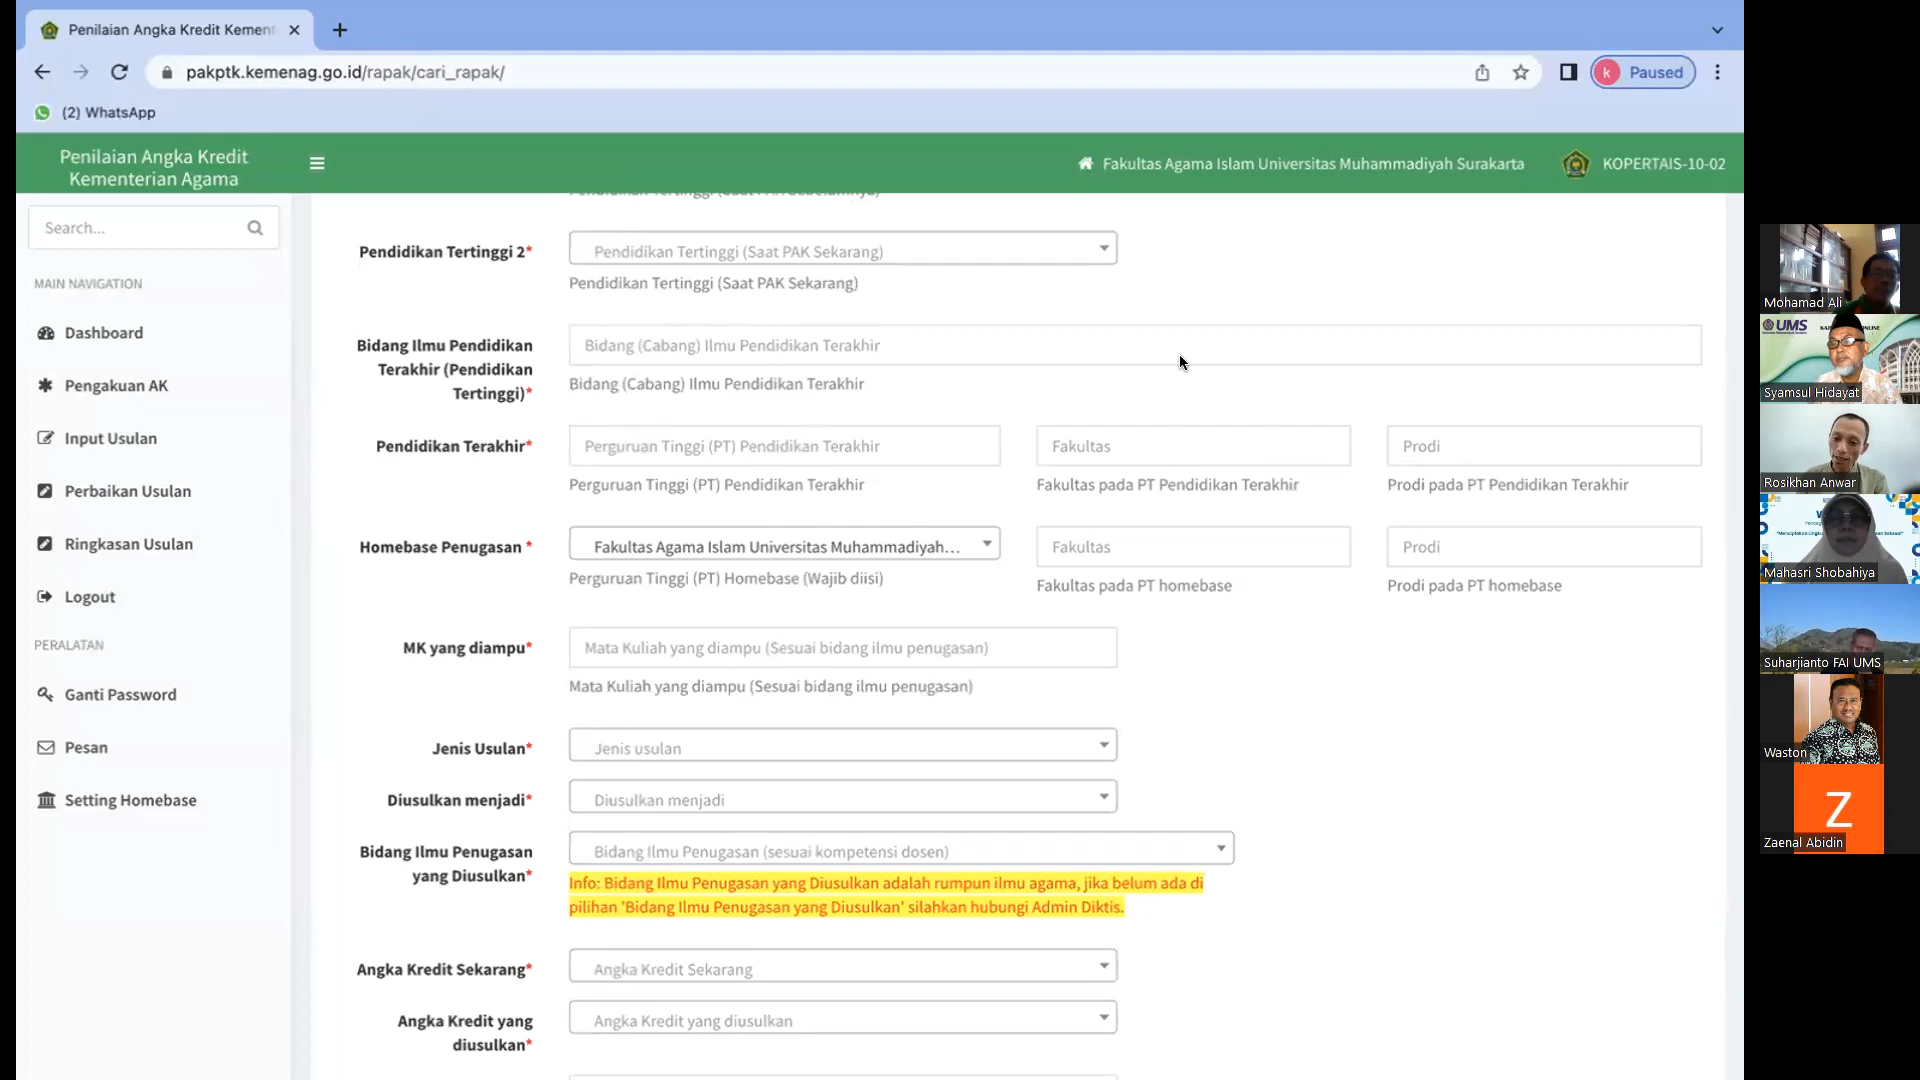 Penilaian Angka Kredit Kement
pakptk.kemenag.go.id/rapak/cari_rapak/
k
Paused
(2) WhatsApp
Penilaian Angka Kredit
Kementerian Agama
Fakultas Agama Islam Universitas Muhammadiyah Surakarta
KOPERTAIS-10-02
Search...
MAIN NAVIGATION
Dashboard
Pengakuan AK
Input Usulan
Perbaikan Usulan
Ringkasan Usulan
Logout
PERALATAN
Ganti Password
Pesan
Setting Homebase
Pendidikan Tertinggi (Saat PAK Sebelumnya)
Pendidikan Tertinggi 2*
Pendidikan Tertinggi (Saat PAK Sekarang)
Pendidikan Tertinggi (Saat PAK Sekarang)
Bidang Ilmu Pendidikan
Terakhir (Pendidikan
Tertinggi)*
Bidang (Cabang) Ilmu Pendidikan Terakhir
Bidang (Cabang) Ilmu Pendidikan Terakhir
Pendidikan Terakhir*
Perguruan Tinggi (PT) Pendidikan Terakhir
Fakultas
Prodi
Perguruan Tinggi (PT) Pendidikan Terakhir
Fakultas pada PT Pendidikan Terakhir
Prodi pada PT Pendidikan Terakhir
Homebase Penugasan *
Fakultas Agama Islam Universitas Muhammadiyah...
Fakultas
Prodi
Perguruan Tinggi (PT) Homebase (Wajib diisi)
Fakultas pada PT homebase
Prodi pada PT homebase
MK yang diampu*
Mata Kuliah yang diampu (Sesuai bidang ilmu penugasan)
Mata Kuliah yang diampu (Sesuai bidang ilmu penugasan)
Jenis Usulan*
Jenis usulan
Diusulkan menjadi*
Diusulkan menjadi
Bidang Ilmu Penugasan
yang Diusulkan*
Bidang Ilmu Penugasan (sesuai kompetensi dosen)
Info: Bidang Ilmu Penugasan yang Diusulkan adalah rumpun ilmu agama, jika belum ada di
pilihan 'Bidang Ilmu Penugasan yang Diusulkan' silahkan hubungi Admin Diktis.
Angka Kredit Sekarang*
Angka Kredit Sekarang
Angka Kredit yang
diusulkan*
Angka Kredit yang diusulkan
Mohamad Ali
UMS
Syamsul Hidayat
Rosikhan Anwar
Mahasri Shobahiya
Suharjianto FAI UMS
Waston
Z
Zaenal Abidin